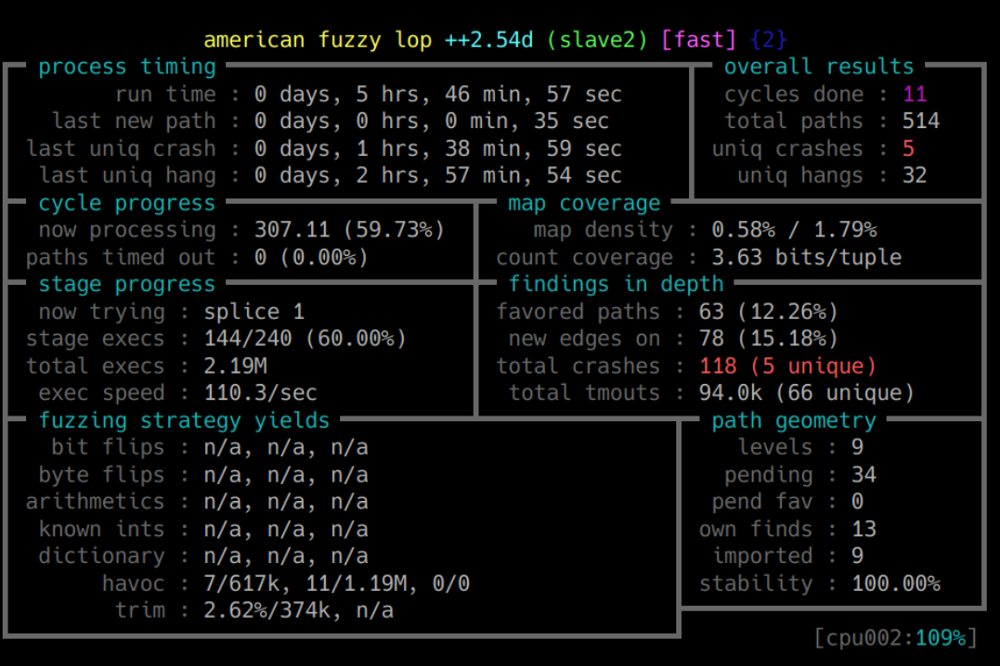 american fuzzy lop ++2.54d (slave2) [fast] {2}
process timing overall results
run time : 0 days, 5 hrs, 46 min, 57 sec cycles done : 11
last new path : 0 days, 0 hrs, 0 min, 35 sec total paths : 514
last uniq crash : 0 days, 1 hrs, 38 min, 59 sec uniq crashes : 5
last uniq hang : 0 days, 2 hrs, 57 min, 54 sec uniq hangs : 32
cycle progress map coverage
now processing : 307.11 (59.73%) map density : 0.58% / 1.79%
paths timed out : 0 (0.00%) count coverage : 3.63 bits/tuple
stage progress findings in depth
now trying : splice 1 favored paths : 63 (12.26%)
stage execs : 144/240 (60.00%) new edges on : 78 (15.18%)
total execs : 2.19M total crashes : 118 (5 unique)
exec speed : 110.3/sec total tmouts : 94.0k (66 unique)
fuzzing strategy yields path geometry
bit flips : n/a, n/a, n/a levels : 9
byte flips : n/a, n/a, n/a pending : 34
arithmetics : n/a, n/a, n/a pend fav : 0
known ints : n/a, n/a, n/a own finds : 13
dictionary : n/a, n/a, n/a imported : 9
havoc : 7/617k, 11/1.19M, 0/0 stability : 100.00%
trim : 2.62%/374k, n/a
[cpu002:109%]